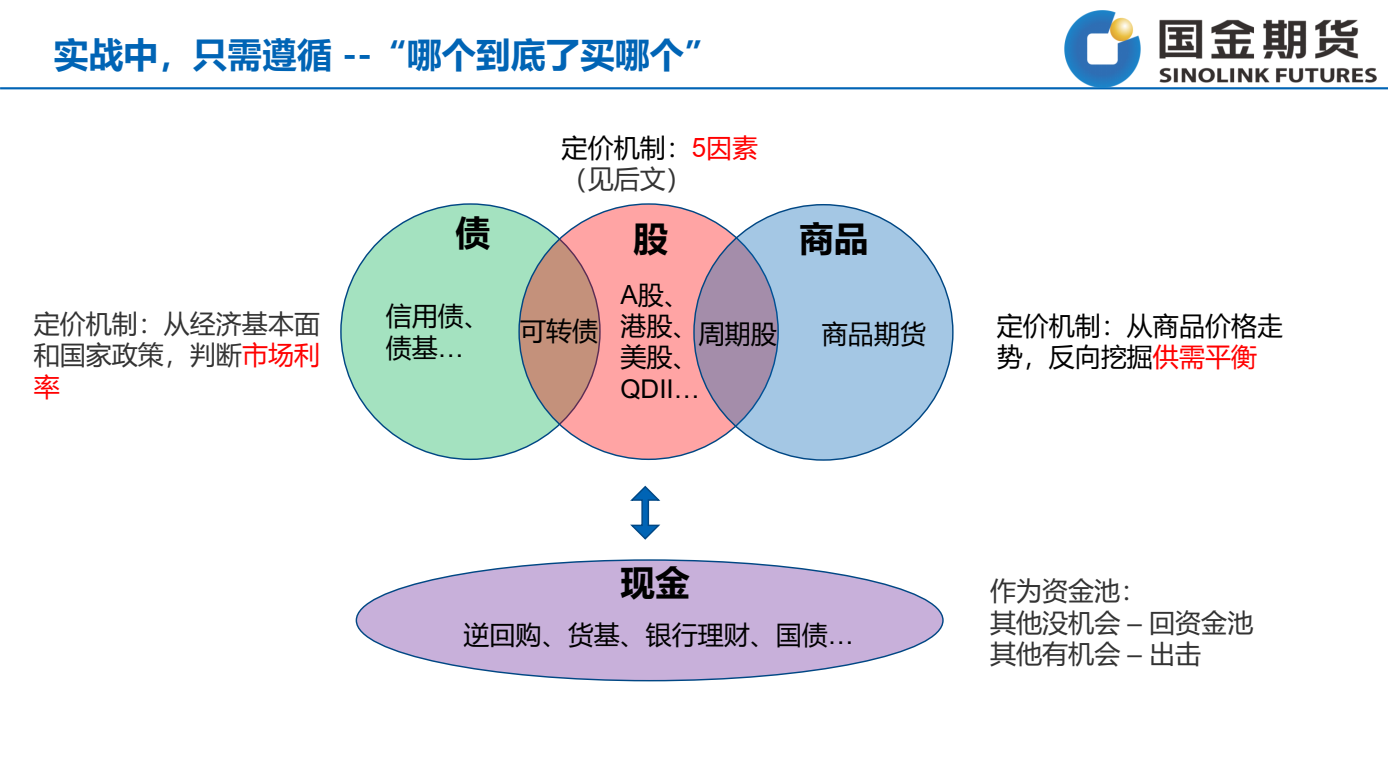 实战中，只需遵循 -- “哪个到底了买哪个”
国金期货
SINOLINK FUTURES
定价机制：5因素
（见后文）
债
股
商品
定价机制：从经济基本面
和国家政策，判断市场利
率
信用债、
债基…
可转债
A股、
港股、
美股、
QDII…
周期股
商品期货
定价机制：从商品价格走
势，反向挖掘供需平衡
现金
逆回购、货基、银行理财、国债…
作为资金池：
其他没机会 – 回资金池
其他有机会 – 出击